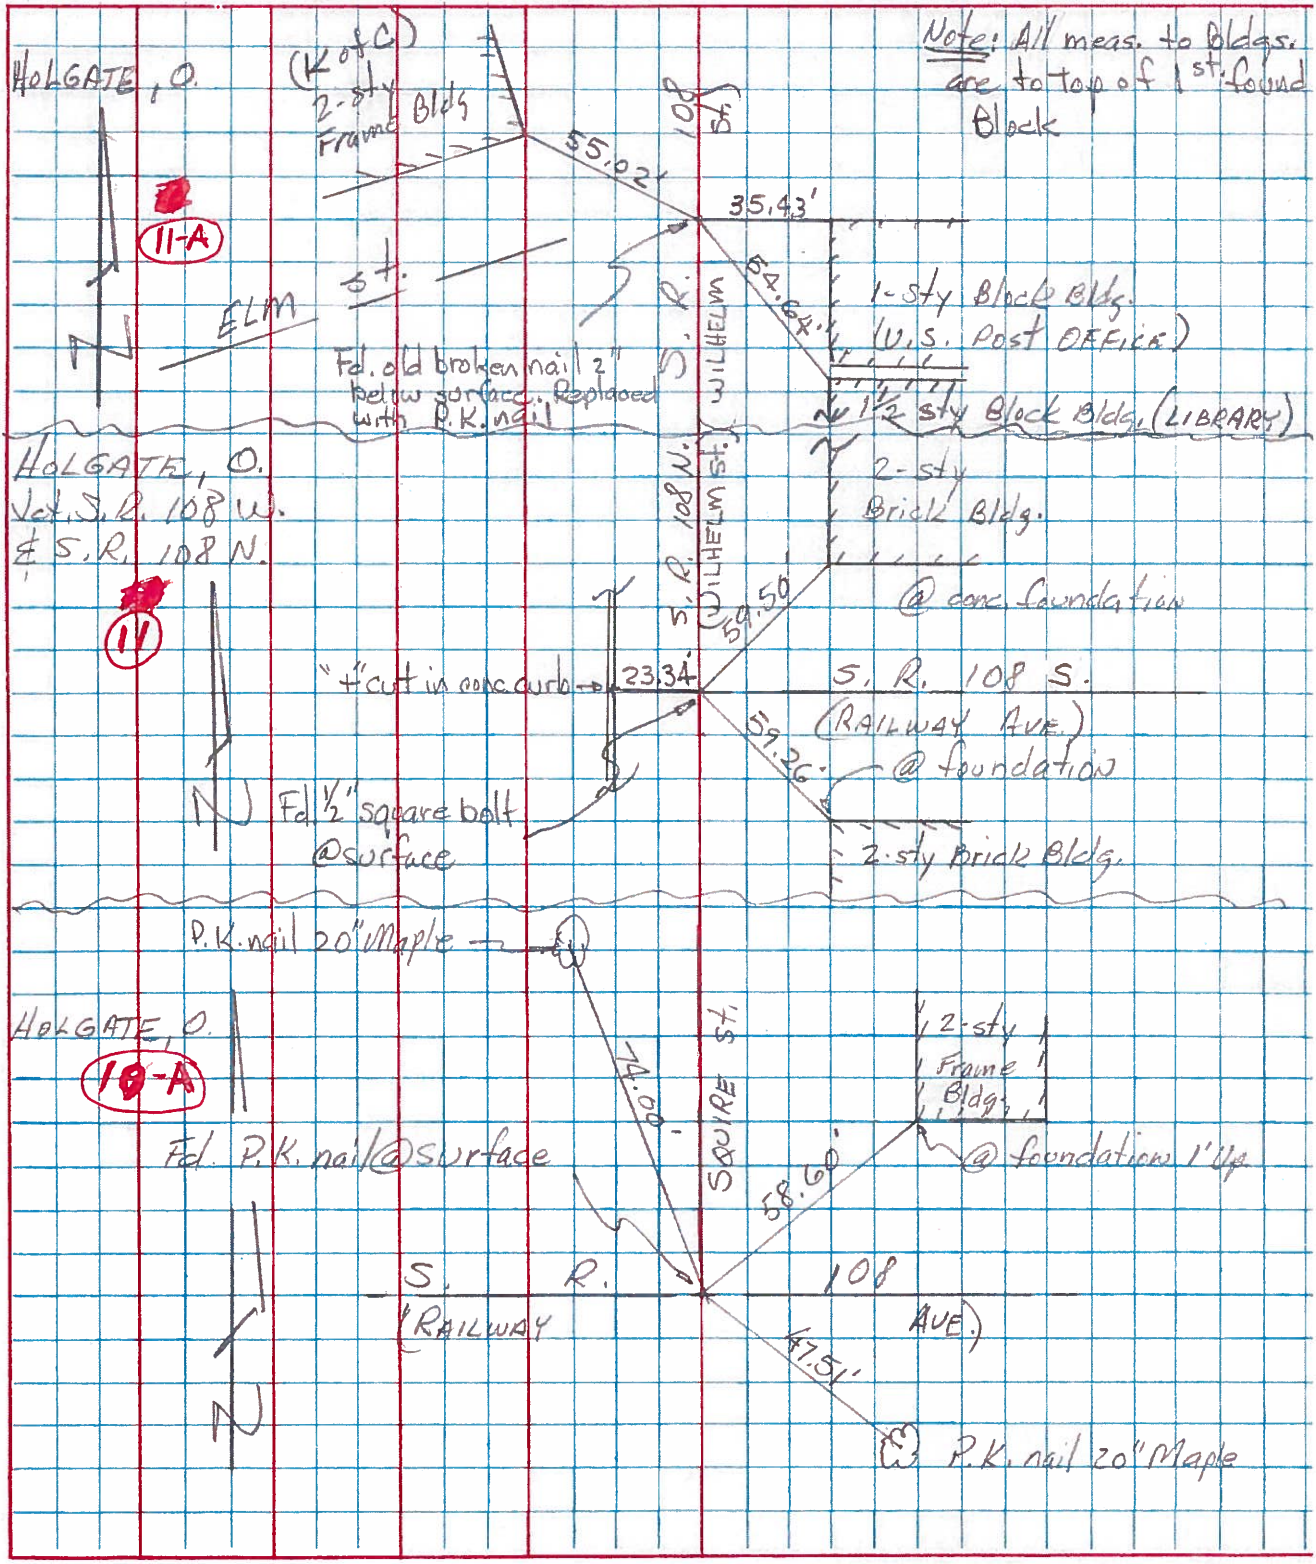 HOLGATE, O.
11-A
(K of C)
2-sty
Frame Bldg
Note: All meas. to Bldgs.
are to top of 1st. found
Block
S. R. 108
(WILHELM St.)
55.02'
35.43'
54.64'
ELM St.
Fd. old broken nail 2"
below surface. Replaced
with P.K. nail
1-sty Block Bldg.
(U.S. Post OFFICE)
1 1/2 sty Block Bldg. (LIBRARY)
N
HOLGATE, O.
Jct. S.R. 108 W.
& S.R. 108 N.
11
S. R. 108 N.
(WILHELM St.)
2-sty
Brick Bldg.
@ conc. foundation
59.50'
"+" cut in conc. curb
23.34'
S. R. 108 S.
(RAILWAY AVE.)
59.26'
@ foundation
Fd. 1/2" square bolt
@ surface
2-sty Brick Bldg.
N
P.K. nail 20" Maple
HOLGATE, O.
10-A
74.00'
SQUIRE St.
2-sty
Frame
Bldg.
Fd. P.K. nail @ surface
58.60'
@ foundation 1' Up
S. R. 108
(RAILWAY AVE.)
47.51'
N
P.K. nail 20" Maple